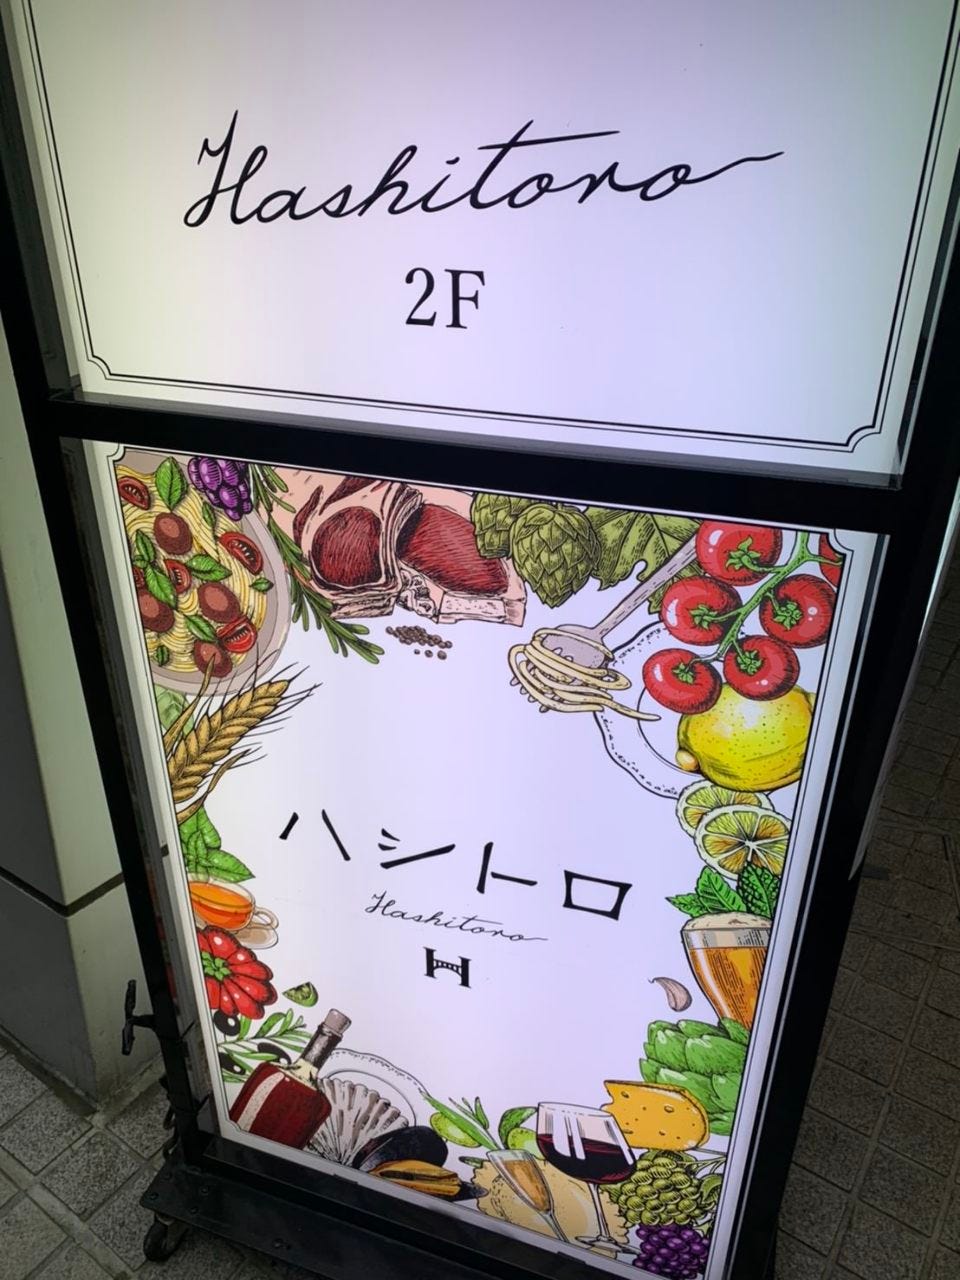 Hashitoro
2F
ハシトロ
Hashitoro